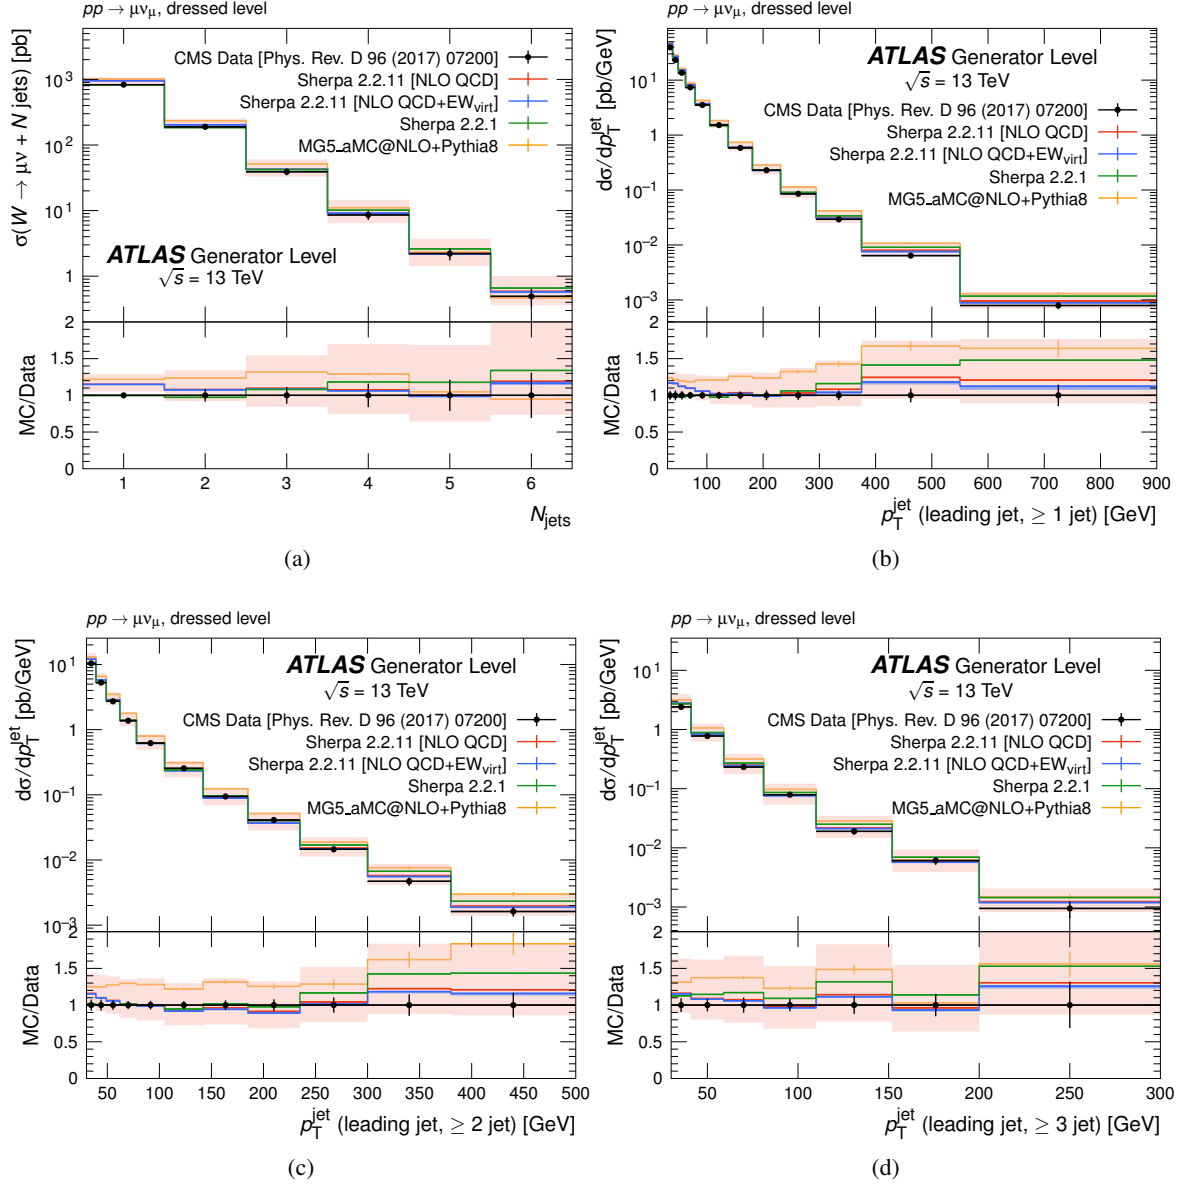 pp → μν_μ, dressed level
σ(W → μν + N jets) [pb]
CMS Data [Phys. Rev. D 96 (2017) 07200]
Sherpa 2.2.11 [NLO QCD]
Sherpa 2.2.11 [NLO QCD+EW_virt]
Sherpa 2.2.1
MG5_aMC@NLO+Pythia8
ATLAS Generator Level
√s = 13 TeV
10^3
10^2
10^1
1
MC/Data
2
1.5
1
0.5
0
1 2 3 4 5 6
N_jets
(a)
pp → μν_μ, dressed level
dσ/dp_T^jet [pb/GeV]
ATLAS Generator Level
√s = 13 TeV
CMS Data [Phys. Rev. D 96 (2017) 07200]
Sherpa 2.2.11 [NLO QCD]
Sherpa 2.2.11 [NLO QCD+EW_virt]
Sherpa 2.2.1
MG5_aMC@NLO+Pythia8
10^1
1
10^−1
10^−2
10^−3
MC/Data
2
1.5
1
0.5
0
100 200 300 400 500 600 700 800 900
p_T^jet (leading jet, ≥ 1 jet) [GeV]
(b)
pp → μν_μ, dressed level
dσ/dp_T^jet [pb/GeV]
ATLAS Generator Level
√s = 13 TeV
CMS Data [Phys. Rev. D 96 (2017) 07200]
Sherpa 2.2.11 [NLO QCD]
Sherpa 2.2.11 [NLO QCD+EW_virt]
Sherpa 2.2.1
MG5_aMC@NLO+Pythia8
10^1
1
10^−1
10^−2
10^−3
MC/Data
2
1.5
1
0.5
0
50 100 150 200 250 300 350 400 450 500
p_T^jet (leading jet, ≥ 2 jet) [GeV]
(c)
pp → μν_μ, dressed level
dσ/dp_T^jet [pb/GeV]
ATLAS Generator Level
√s = 13 TeV
CMS Data [Phys. Rev. D 96 (2017) 07200]
Sherpa 2.2.11 [NLO QCD]
Sherpa 2.2.11 [NLO QCD+EW_virt]
Sherpa 2.2.1
MG5_aMC@NLO+Pythia8
10^1
1
10^−1
10^−2
10^−3
MC/Data
2
1.5
1
0.5
0
50 100 150 200 250 300
p_T^jet (leading jet, ≥ 3 jet) [GeV]
(d)